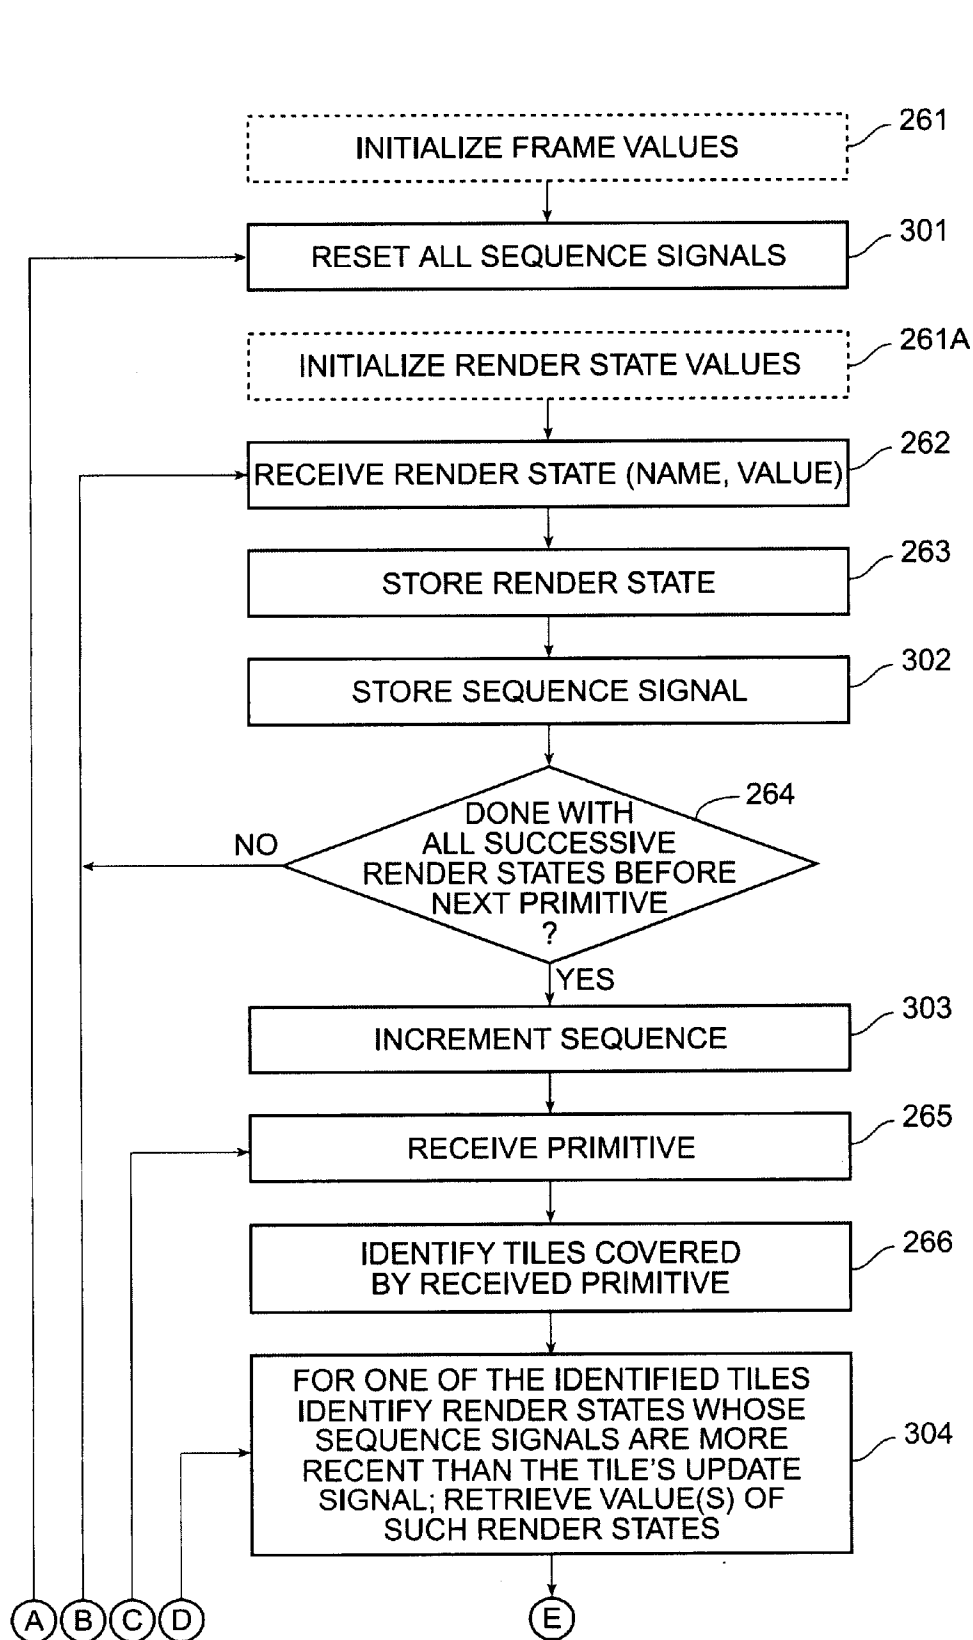 261
INITIALIZE FRAME VALUES
301
RESET ALL SEQUENCE SIGNALS
261A
INITIALIZE RENDER STATE VALUES
262
RECEIVE RENDER STATE (NAME, VALUE)
263
STORE RENDER STATE
302
STORE SEQUENCE SIGNAL
264
DONE WITH
ALL SUCCESSIVE
RENDER STATES BEFORE
NEXT PRIMITIVE
?
NO
YES
303
INCREMENT SEQUENCE
265
RECEIVE PRIMITIVE
266
IDENTIFY TILES COVERED
BY RECEIVED PRIMITIVE
304
FOR ONE OF THE IDENTIFIED TILES
IDENTIFY RENDER STATES WHOSE
SEQUENCE SIGNALS ARE MORE
RECENT THAN THE TILE'S UPDATE
SIGNAL; RETRIEVE VALUE(S) OF
SUCH RENDER STATES
A B C D E